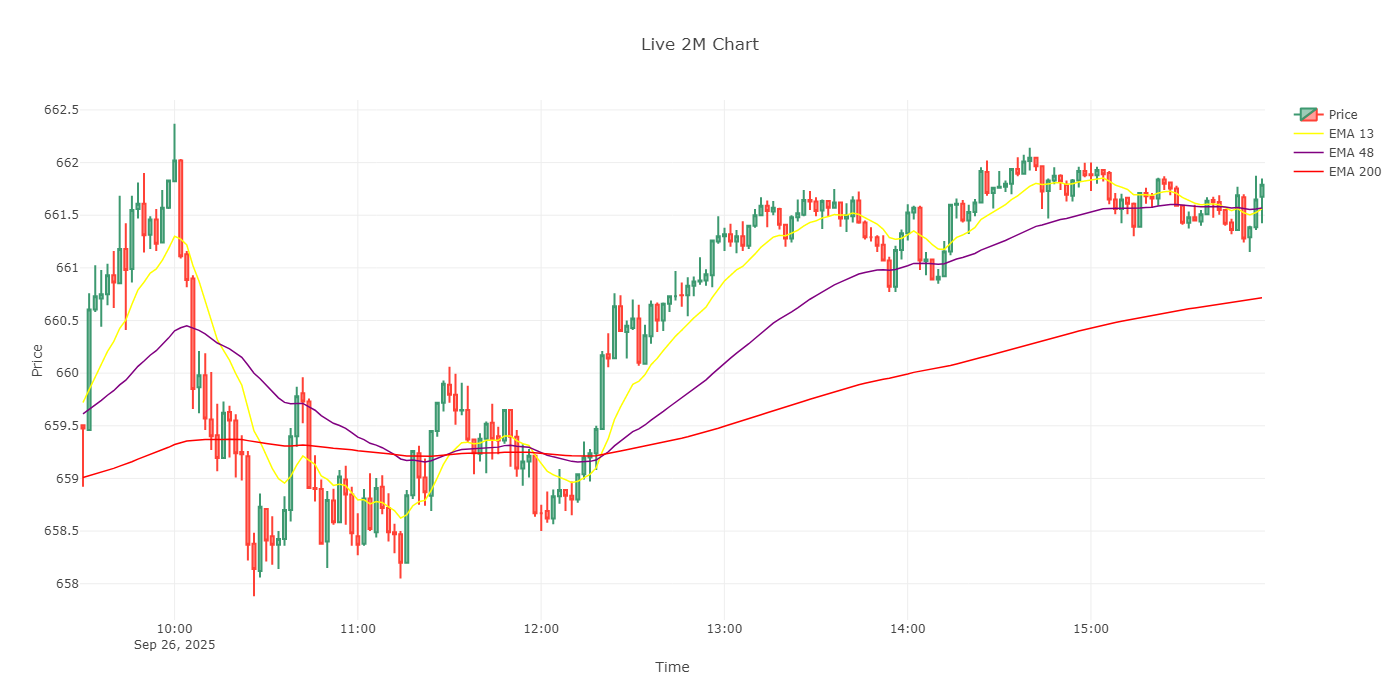 Live 2M Chart
662.5
662
661.5
661
660.5
660
659.5
659
658.5
658
Price
10:00
Sep 26, 2025
11:00
12:00
13:00
14:00
15:00
Time
Price
EMA 13
EMA 48
EMA 200